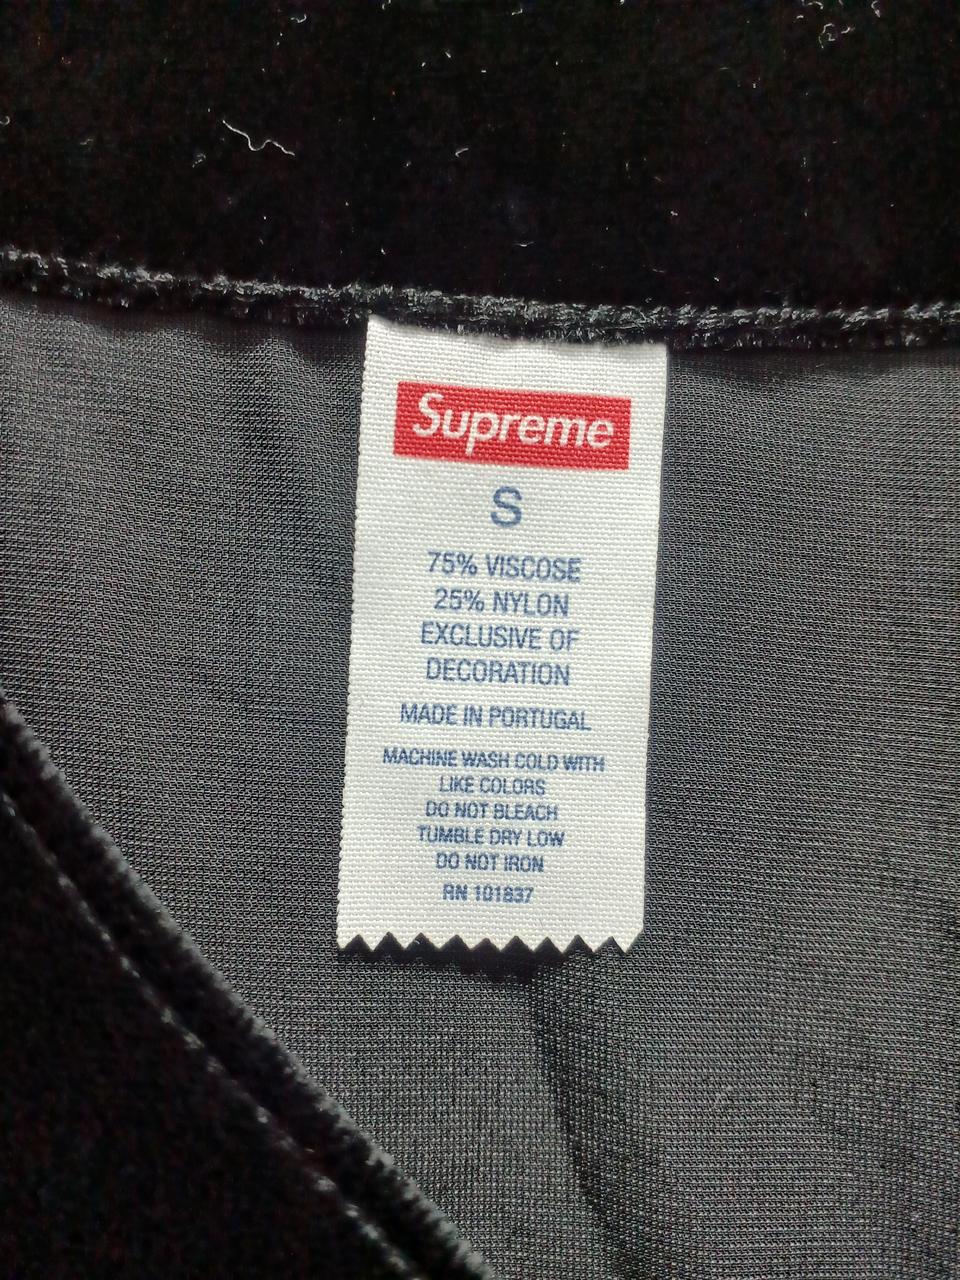 Supreme
S
75% VISCOSE
25% NYLON
EXCLUSIVE OF
DECORATION
MADE IN PORTUGAL
MACHINE WASH COLD WITH
LIKE COLORS
DO NOT BLEACH
TUMBLE DRY LOW
DO NOT IRON
RN 101837